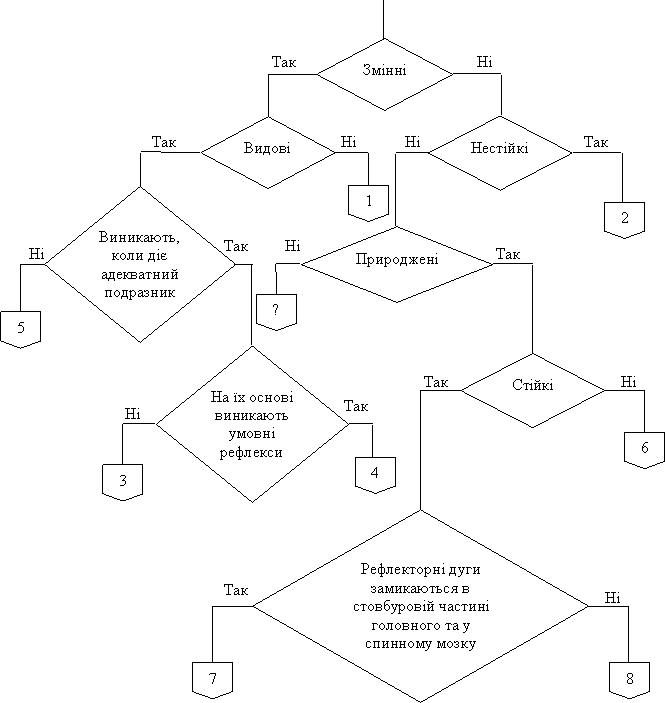 Так
Змінні
Ні
Так
Видові
Ні
Ні
Нестійкі
Так
1
2
Ні
Виникають,
коли діє
адекватний
подразник
Так
Ні
Природжені
Так
5
?
На їх основі
виникають
умовні
рефлекси
Ні
Так
Так
Стійкі
Ні
3
4
6
Рефлекторні дуги
замикаються в
стовбуровій частині
головного та у
спинному мозку
Так
Ні
7
8